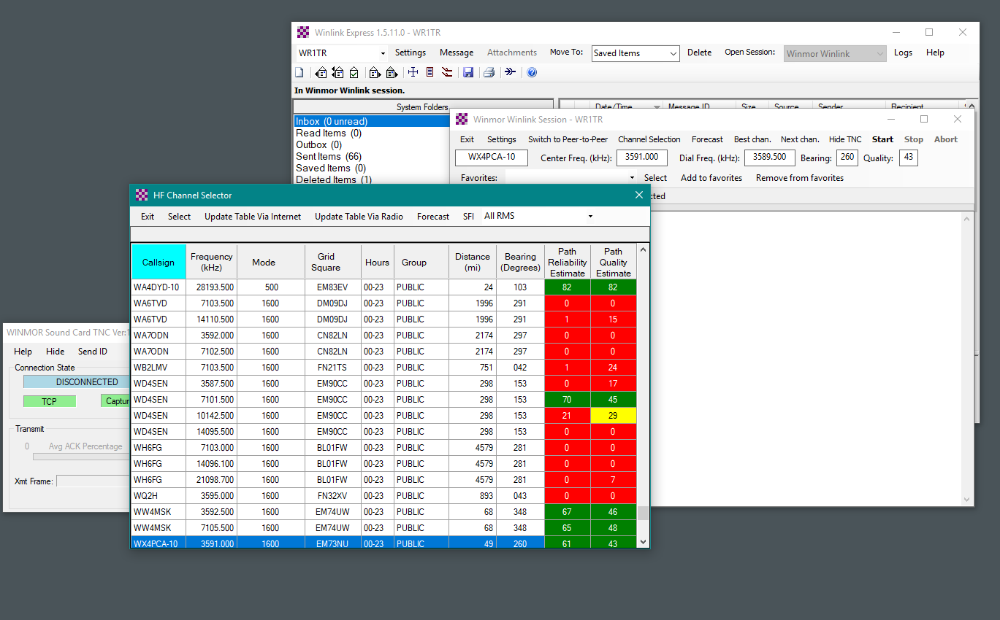 Winlink Express 1.5.11.0 - WR1TR
WR1TR Settings Message Attachments Move To: Saved Items Delete Open Session: Winmor Winlink Logs Help
In Winmor Winlink session.
System Folders
Date/Time Message ID Size Source Sender Recipient
Inbox (0 unread)
Read Items (0)
Outbox (0)
Sent Items (66)
Saved Items (0)
Deleted Items (1)
Winmor Winlink Session - WR1TR
Exit Settings Switch to Peer-to-Peer Channel Selection Forecast Best chan. Next chan. Hide TNC Start Stop Abort
WX4PCA-10 Center Freq. (kHz): 3591.000 Dial Freq. (kHz): 3589.500 Bearing: 260 Quality: 43
Favorites: Select Add to favorites Remove from favorites
cted
HF Channel Selector
Exit Select Update Table Via Internet Update Table Via Radio Forecast SFI All RMS
Callsign Frequency (kHz) Mode Grid Square Hours Group Distance (mi) Bearing (Degrees) Path Reliability Estimate Path Quality Estimate
WA4DYD-10 28193.500 500 EM83EV 00-23 PUBLIC 24 103 82 82
WA6TVD 7103.500 1600 DM09DJ 00-23 PUBLIC 1996 291 0 0
WA6TVD 14110.500 1600 DM09DJ 00-23 PUBLIC 1996 291 1 15
WA7ODN 3592.000 1600 CN82LN 00-23 PUBLIC 2174 297 0 0
WA7ODN 7102.500 1600 CN82LN 00-23 PUBLIC 2174 297 0 0
WB2LMV 7103.500 1600 FN21TS 00-23 PUBLIC 751 042 1 24
WD4SEN 3587.500 1600 EM90CC 00-23 PUBLIC 298 153 0 17
WD4SEN 7101.500 1600 EM90CC 00-23 PUBLIC 298 153 70 45
WD4SEN 10142.500 1600 EM90CC 00-23 PUBLIC 298 153 21 29
WD4SEN 14095.500 1600 EM90CC 00-23 PUBLIC 298 153 0 0
WH6FG 7103.000 1600 BL01FW 00-23 PUBLIC 4579 281 0 0
WH6FG 14096.100 1600 BL01FW 00-23 PUBLIC 4579 281 0 0
WH6FG 21098.700 1600 BL01FW 00-23 PUBLIC 4579 281 0 7
WQ2H 3595.000 1600 FN32XV 00-23 PUBLIC 893 043 0 0
WW4MSK 3592.500 1600 EM74UW 00-23 PUBLIC 68 348 67 46
WW4MSK 7105.500 1600 EM74UW 00-23 PUBLIC 68 348 65 48
WX4PCA-10 3591.000 1600 EM73NU 00-23 PUBLIC 49 260 61 43
WINMOR Sound Card TNC Ver:1
Help Hide Send ID
Connection State
DISCONNECTED
TCP Captur
Transmit
0 Avg ACK Percentage
Xmt Frame: